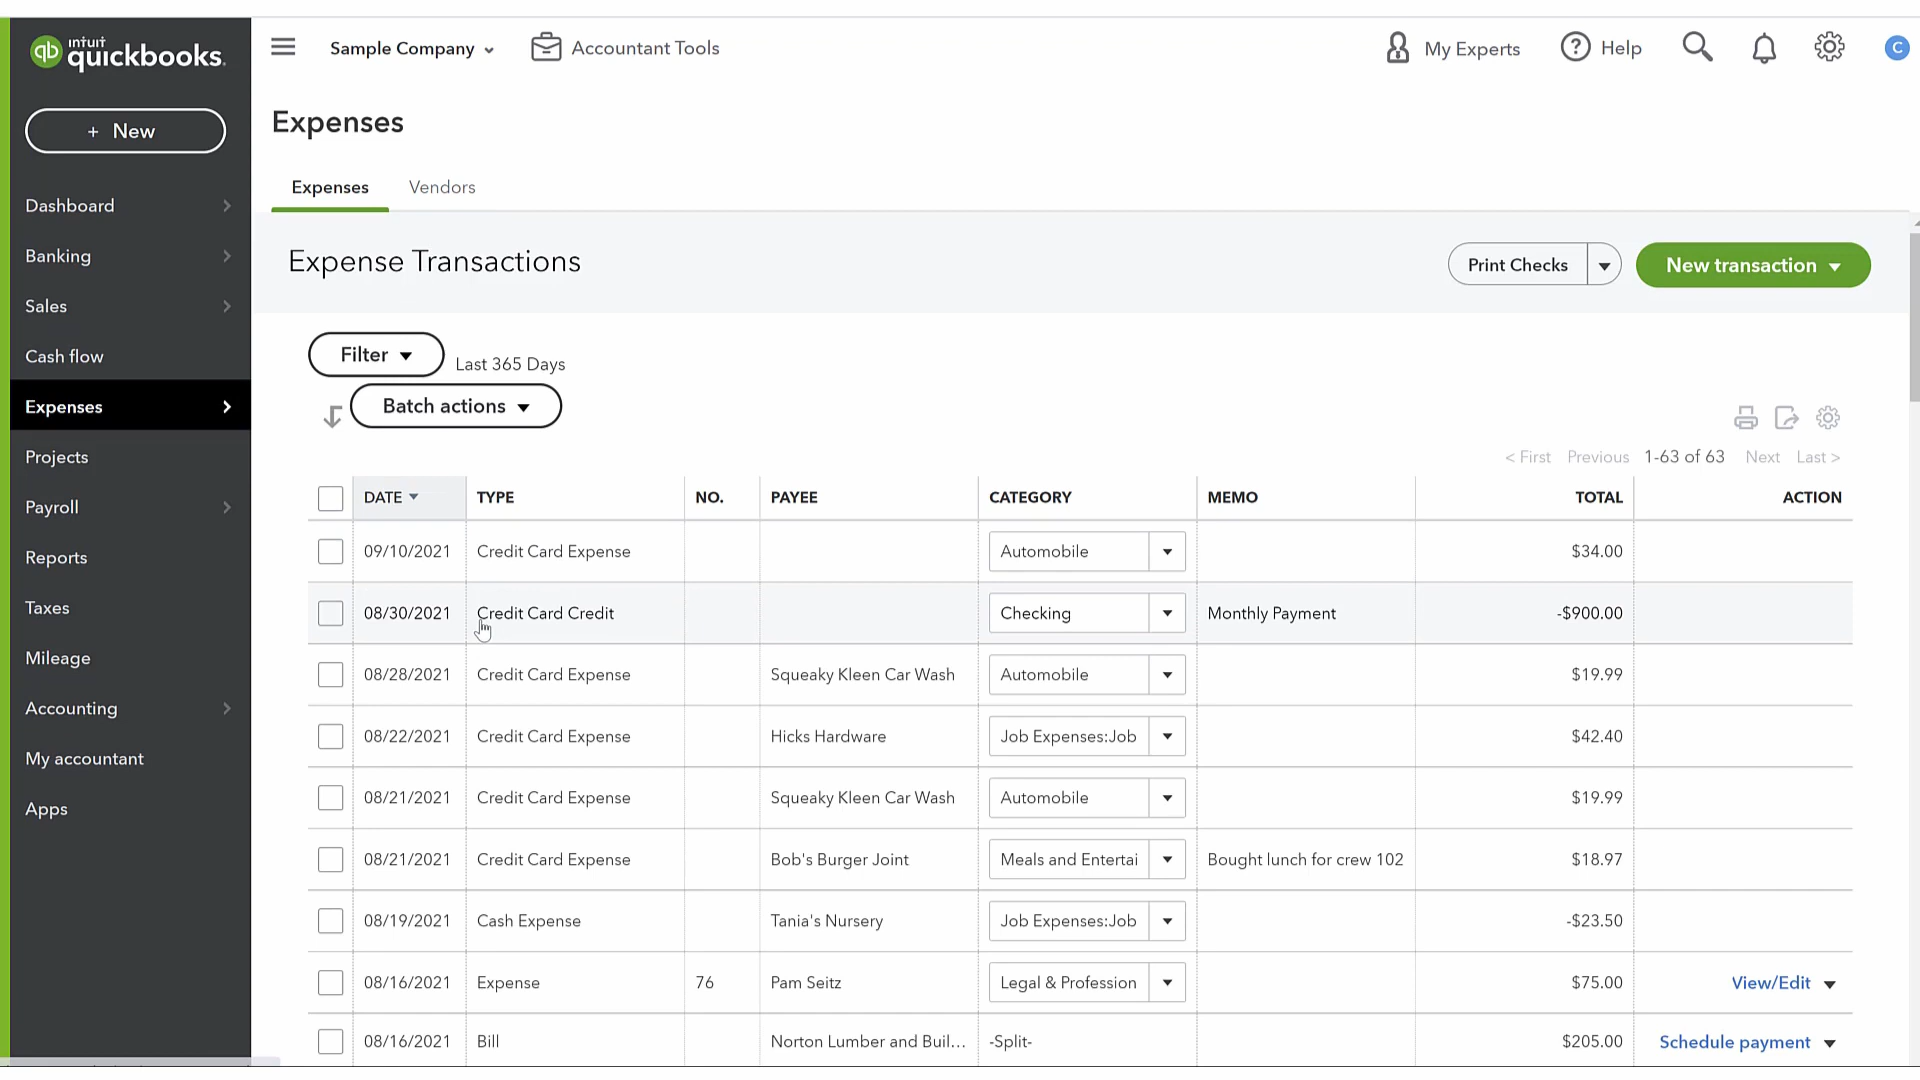 intuit
quickbooks.
Sample Company
Accountant Tools
My Experts
Help
C
+ New
Expenses
Expenses
Vendors
Dashboard
Banking
Sales
Cash flow
Expenses
Projects
Payroll
Reports
Taxes
Mileage
Accounting
My accountant
Apps
Expense Transactions
Print Checks
New transaction
Filter
Last 365 Days
Batch actions
< First Previous 1-63 of 63 Next Last >
DATE TYPE NO. PAYEE CATEGORY MEMO TOTAL ACTION
09/10/2021 Credit Card Expense Automobile $34.00
08/30/2021 Credit Card Credit Checking Monthly Payment -$900.00
08/28/2021 Credit Card Expense Squeaky Kleen Car Wash Automobile $19.99
08/22/2021 Credit Card Expense Hicks Hardware Job Expenses:Job $42.40
08/21/2021 Credit Card Expense Squeaky Kleen Car Wash Automobile $19.99
08/21/2021 Credit Card Expense Bob's Burger Joint Meals and Entertai Bought lunch for crew 102 $18.97
08/19/2021 Cash Expense Tania's Nursery Job Expenses:Job -$23.50
08/16/2021 Expense 76 Pam Seitz Legal & Profession $75.00 View/Edit
08/16/2021 Bill Norton Lumber and Buil... -Split- $205.00 Schedule payment